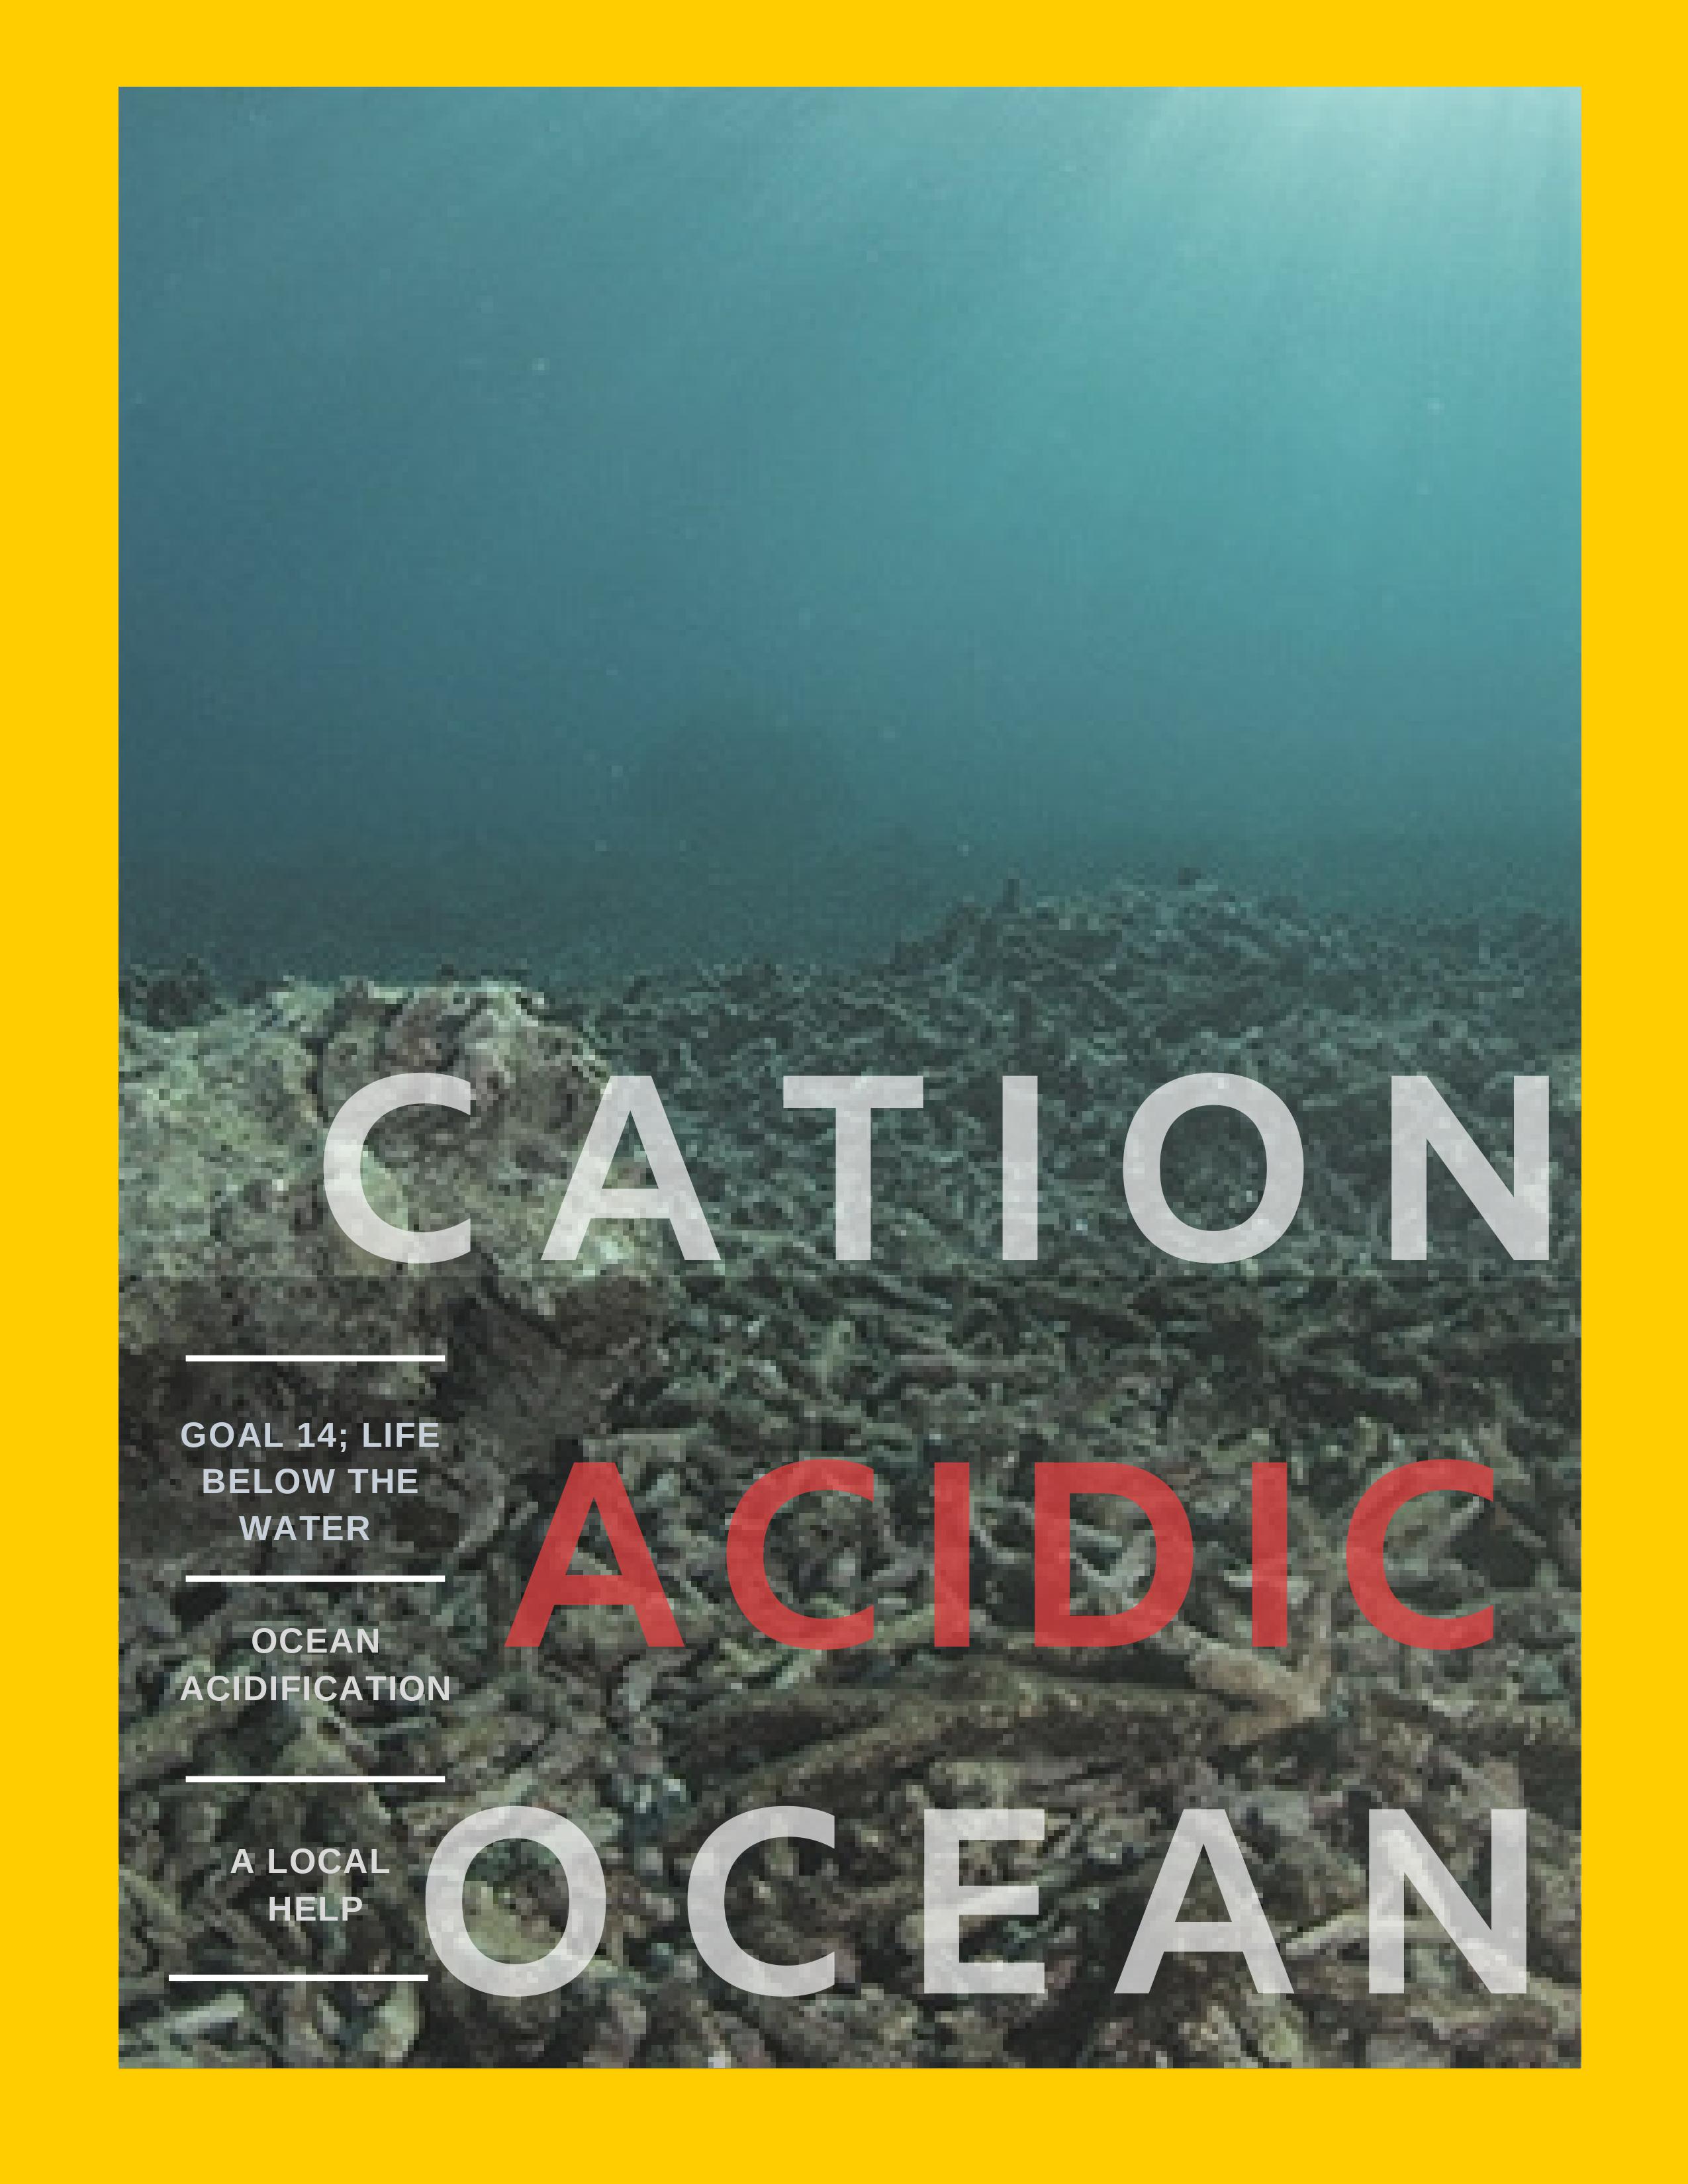 CATION
GOAL 14; LIFE
BELOW THE
WATER
ACIDIC
OCEAN
ACIDIFICATION
A LOCAL
HELP
OCEAN